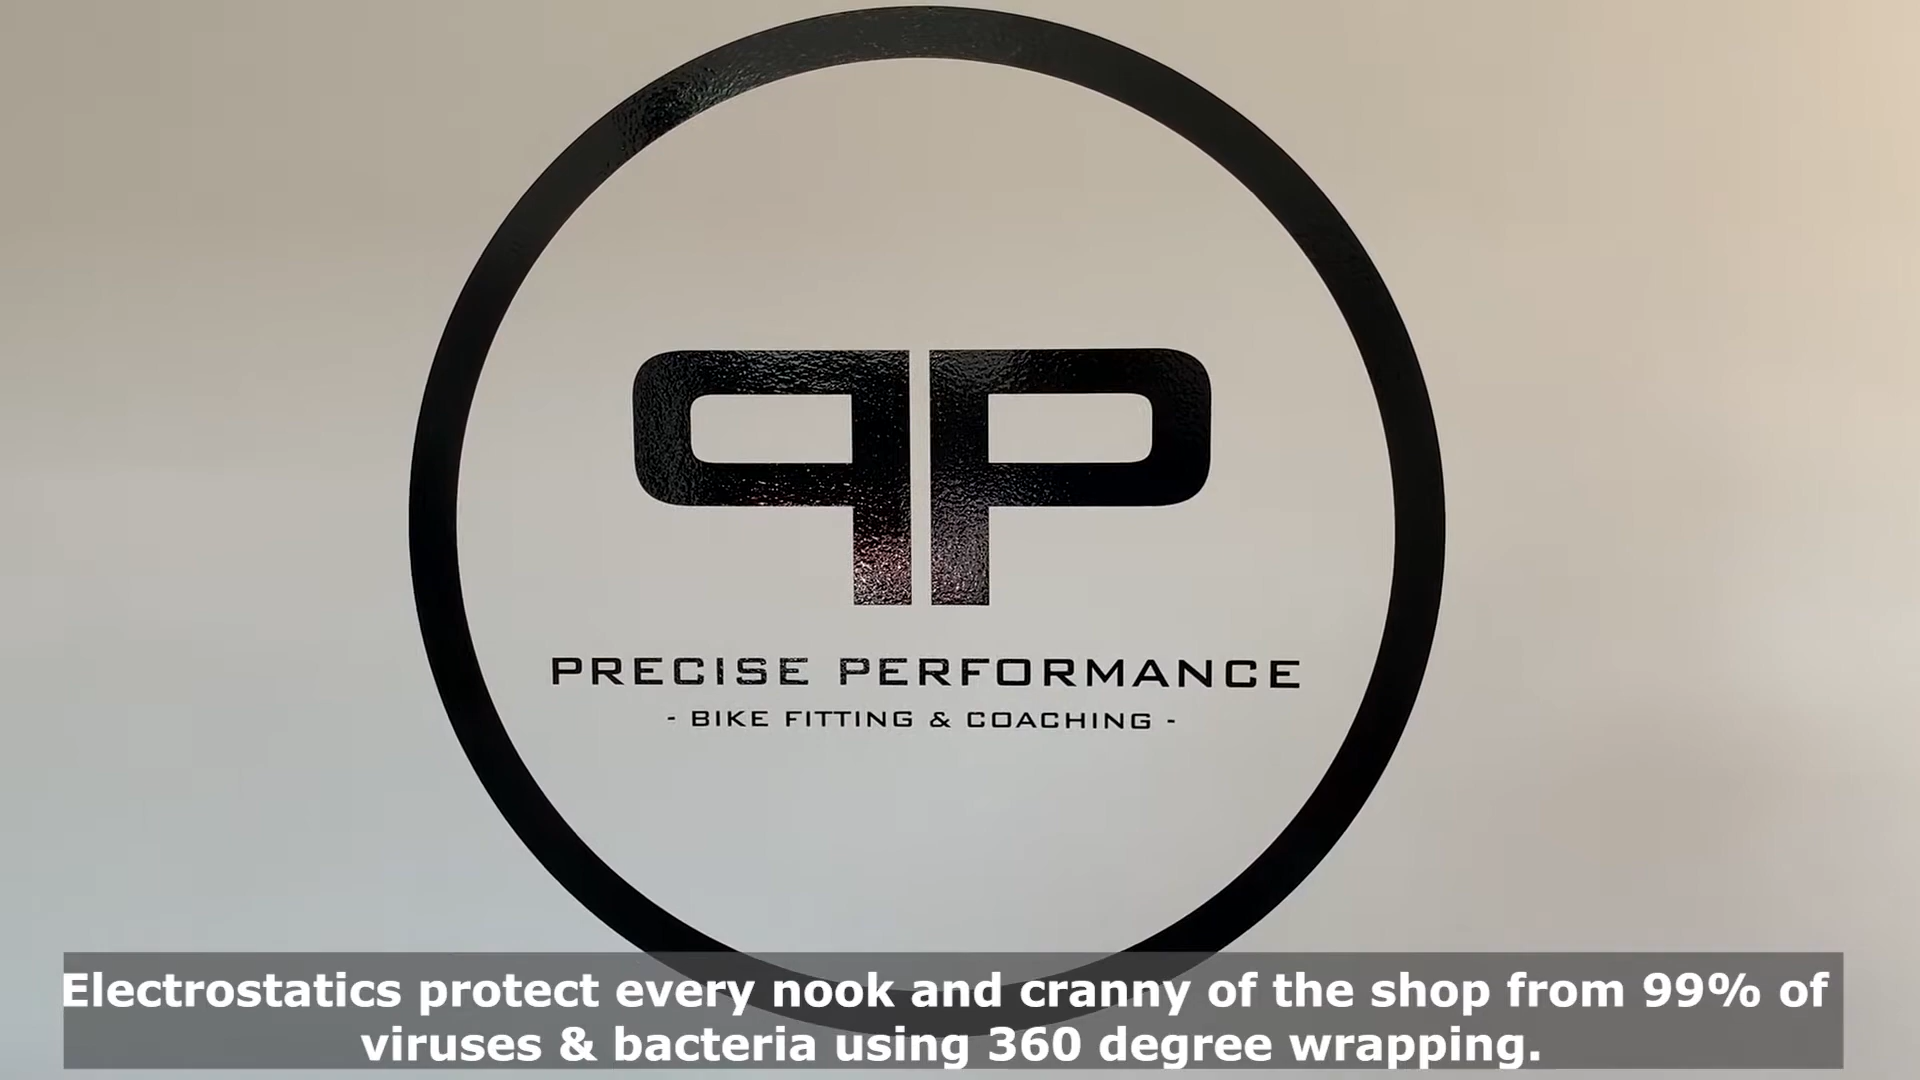 PP
PRECISE PERFORMANCE
- BIKE FITTING & COACHING -
Electrostatics protect every nook and cranny of the shop from 99% of
viruses & bacteria using 360 degree wrapping.